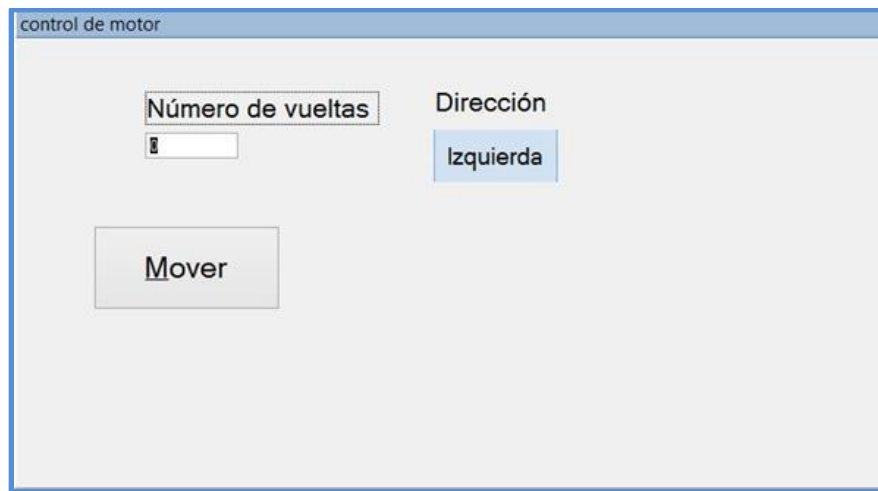 control de motor
Número de vueltas
Dirección
0
Izquierda
Mover